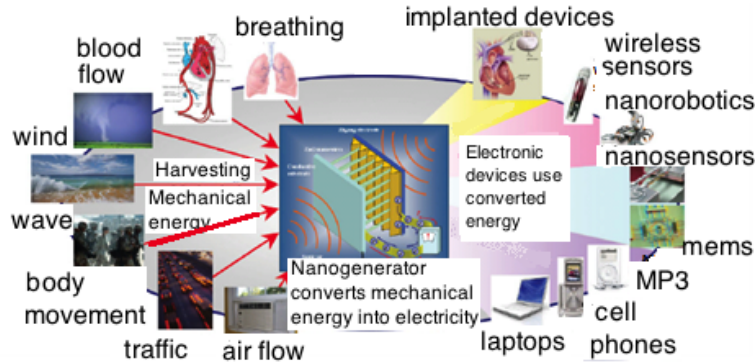 breathing
blood
flow
wind
wave
body
movement
traffic
air flow
Harvesting
Mechanical
energy
Nanogenerator
converts mechanical
energy into electricity
Electronic
devices use
converted
energy
implanted devices
wireless
sensors
nanorobotics
nanosensors
mems
MP3
cell
phones
laptops